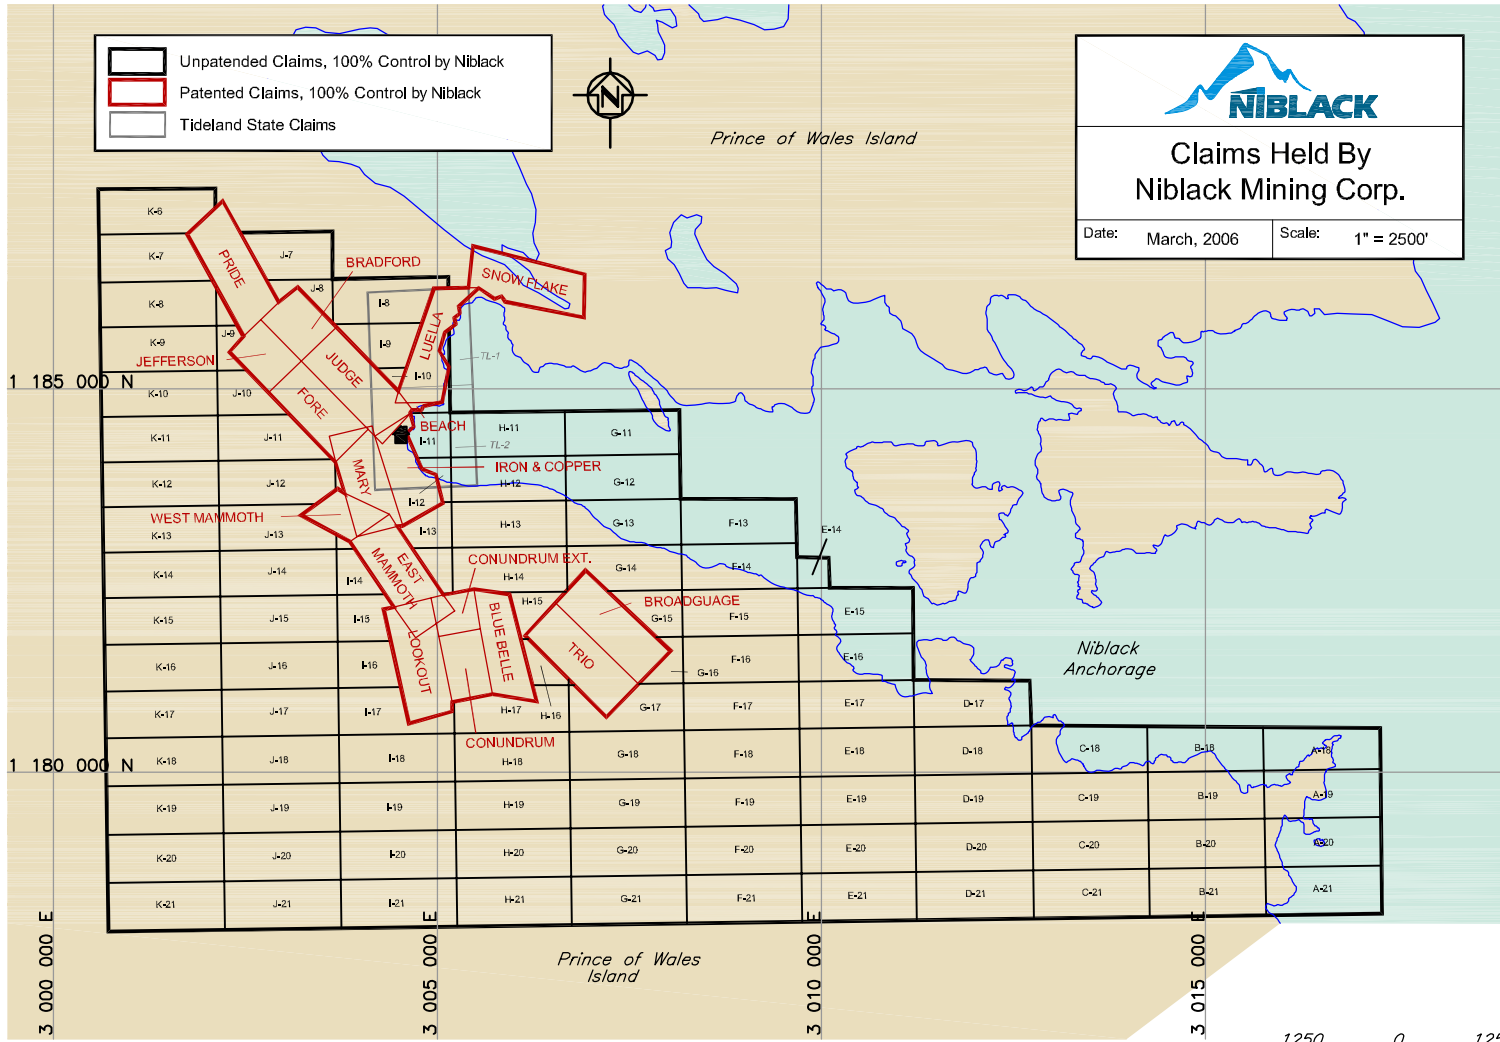 Unpatended Claims, 100% Control by Niblack
Patented Claims, 100% Control by Niblack
Tideland State Claims
N
Prince of Wales Island
NIBLACK
Claims Held By
Niblack Mining Corp.
Date: March, 2006
Scale: 1" = 2500'
K-6
PRIDE
K-7
J-7
BRADFORD
SNOW FLAKE
K-8
J-8
I-8
LUELLA
K-9
J-9
I-9
JEFFERSON
JUDGE
TL-1
I-10
1 185 000 N
K-10
J-10
FORE
BEACH
K-11
J-11
I-11
H-11
G-11
TL-2
IRON & COPPER
MARY
K-12
J-12
H-12
G-12
I-12
WEST MAMMOTH
K-13
J-13
I-13
H-13
G-13
F-13
E-14
EAST
MAMMOTH
CONUNDRUM EXT.
K-14
J-14
I-14
H-14
G-14
F-14
BLUE BELLE
H-15
BROADGUAGE
K-15
J-15
I-15
G-15
F-15
E-15
LOOKOUT
TRIO
K-16
J-16
I-16
F-16
E-16
G-16
Niblack
Anchorage
K-17
J-17
I-17
H-17
H-16
G-17
F-17
E-17
D-17
CONUNDRUM
1 180 000 N
K-18
J-18
I-18
H-18
G-18
F-18
E-18
D-18
C-18
B-18
A-18
K-19
J-19
I-19
H-19
G-19
F-19
E-19
D-19
C-19
B-19
A-19
K-20
J-20
I-20
H-20
G-20
F-20
E-20
D-20
C-20
B-20
A-20
K-21
J-21
I-21
H-21
G-21
F-21
E-21
D-21
C-21
B-21
A-21
3 000 000 E
3 005 000 E
3 010 000 E
3 015 000 E
Prince of Wales
Island
1250 0